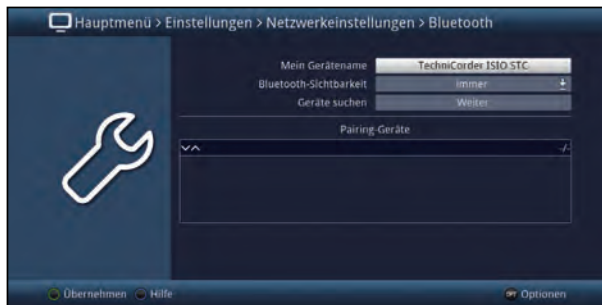 Hauptmenü > Einstellungen > Netzwerkeinstellungen > Bluetooth
Mein Gerätename TechniCorder ISIO STC
Bluetooth-Sichtbarkeit Immer
Geräte suchen Weiter
Pairing-Geräte
-/-
Übernehmen Hilfe OPT Optionen